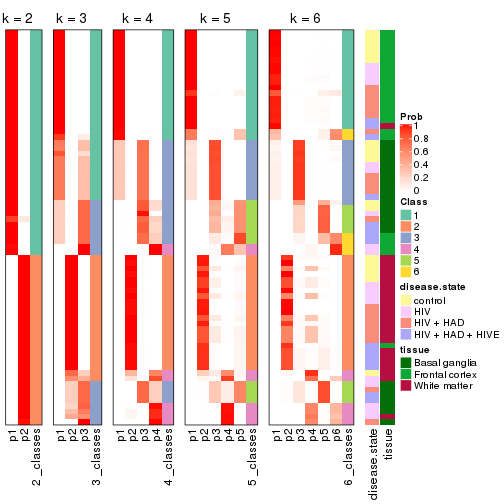 k = 2
k = 3
k = 4
k = 5
k = 6
p1
p2
2_classes
p1
p2
p3
3_classes
p1
p2
p3
p4
4_classes
p1
p2
p3
p4
p5
5_classes
p1
p2
p3
p4
p5
p6
6_classes
disease.state
tissue
Prob
1
0.8
0.6
0.4
0.2
0
Class
1
2
3
4
5
6
disease.state
control
HIV
HIV + HAD
HIV + HAD + HIVE
tissue
Basal ganglia
Frontal cortex
White matter